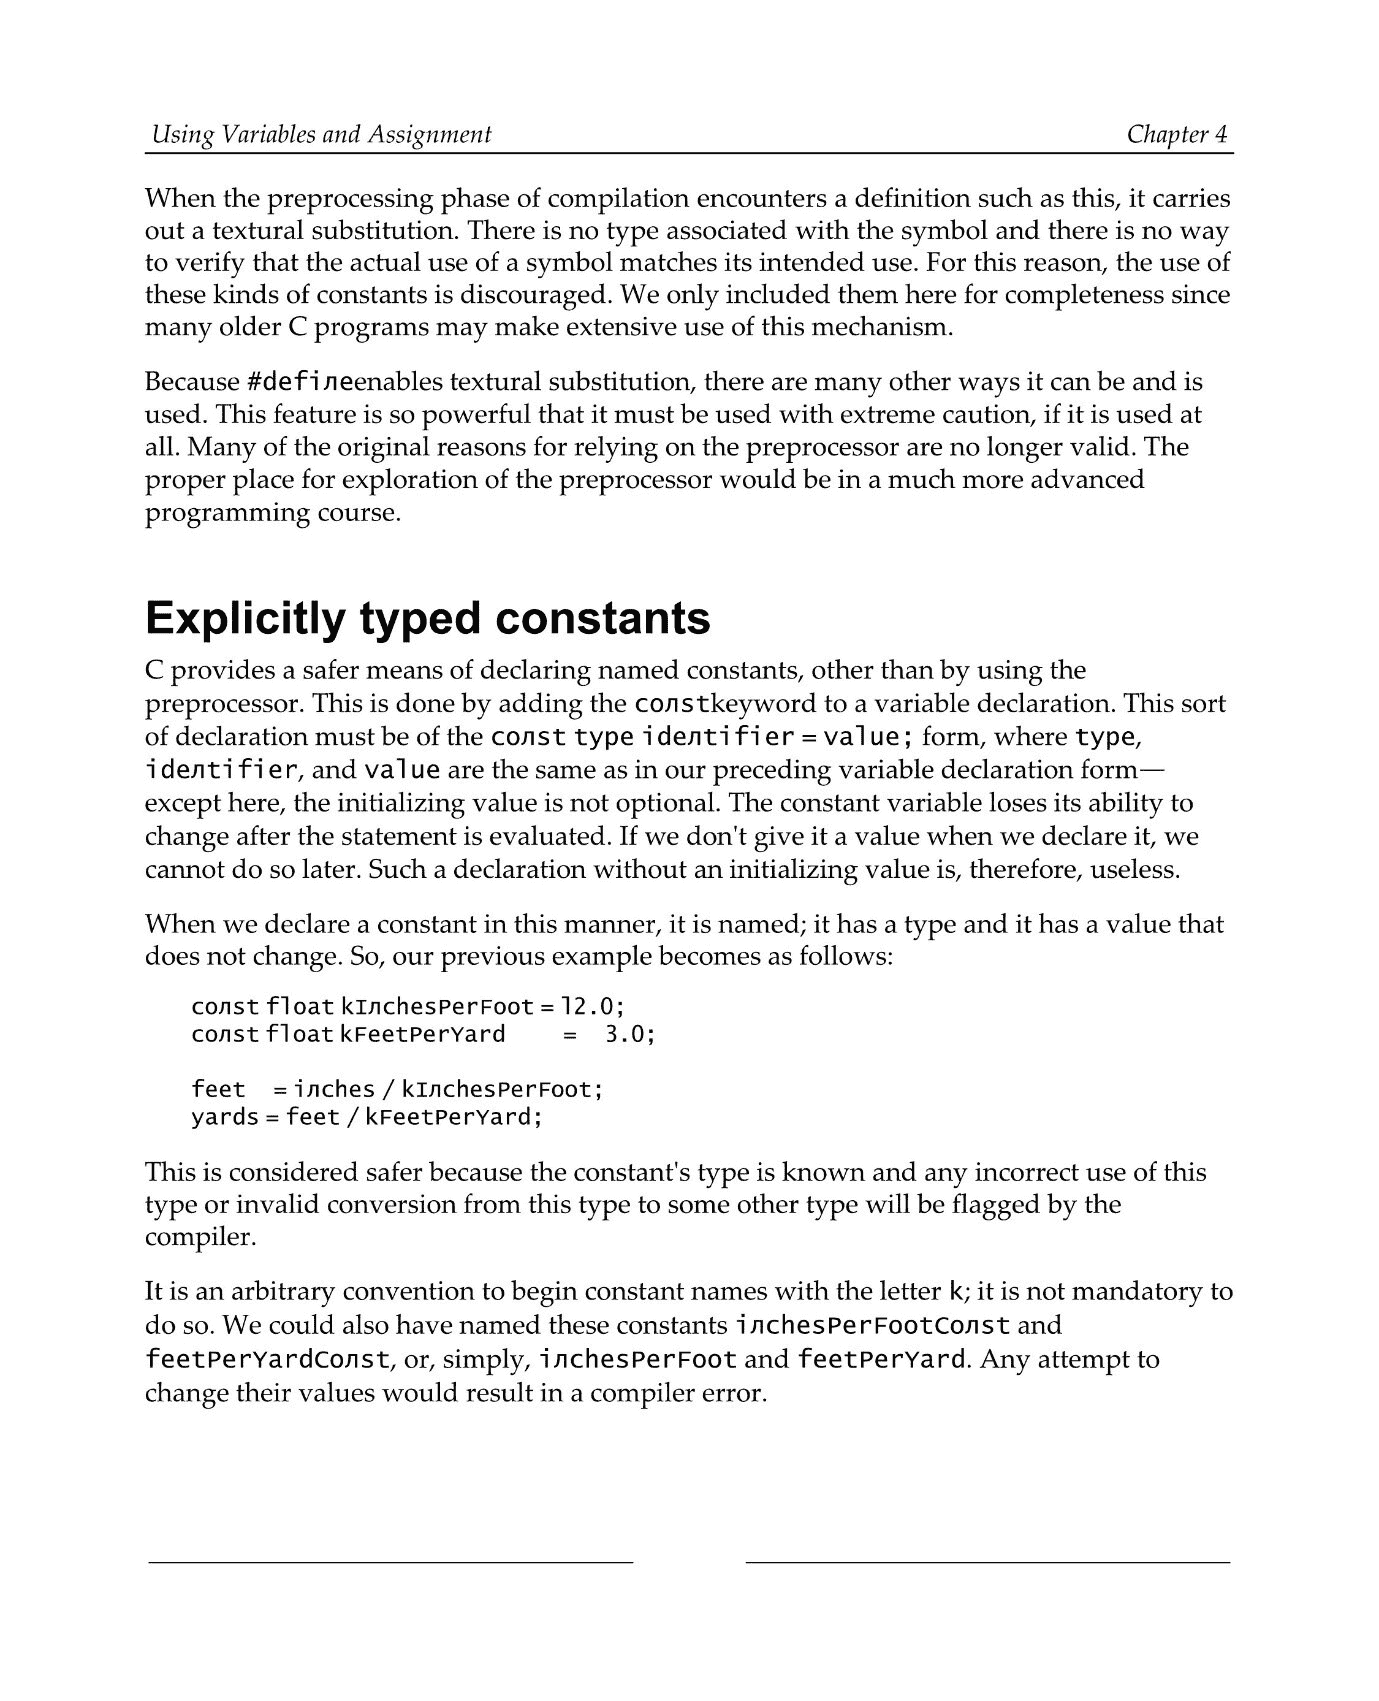 Using Variables and Assignment Chapter 4
When the preprocessing phase of compilation encounters a definition such as this, it carries
out a textural substitution. There is no type associated with the symbol and there is no way
to verify that the actual use of a symbol matches its intended use. For this reason, the use of
these kinds of constants is discouraged. We only included them here for completeness since
many older C programs may make extensive use of this mechanism.
Because #defineenables textural substitution, there are many other ways it can be and is
used. This feature is so powerful that it must be used with extreme caution, if it is used at
all. Many of the original reasons for relying on the preprocessor are no longer valid. The
proper place for exploration of the preprocessor would be in a much more advanced
programming course.
Explicitly typed constants
C provides a safer means of declaring named constants, other than by using the
preprocessor. This is done by adding the constkeyword to a variable declaration. This sort
of declaration must be of the const type identifier = value; form, where type,
identifier, and value are the same as in our preceding variable declaration form—
except here, the initializing value is not optional. The constant variable loses its ability to
change after the statement is evaluated. If we don't give it a value when we declare it, we
cannot do so later. Such a declaration without an initializing value is, therefore, useless.
When we declare a constant in this manner, it is named; it has a type and it has a value that
does not change. So, our previous example becomes as follows:
const float kInchesPerFoot = 12.0;
const float kFeetPerYard = 3.0;
feet = inches / kInchesPerFoot;
yards = feet / kFeetPerYard;
This is considered safer because the constant's type is known and any incorrect use of this
type or invalid conversion from this type to some other type will be flagged by the
compiler.
It is an arbitrary convention to begin constant names with the letter k; it is not mandatory to
do so. We could also have named these constants inchesPerFootConst and
feetPerYardConst, or, simply, inchesPerFoot and feetPerYard. Any attempt to
change their values would result in a compiler error.